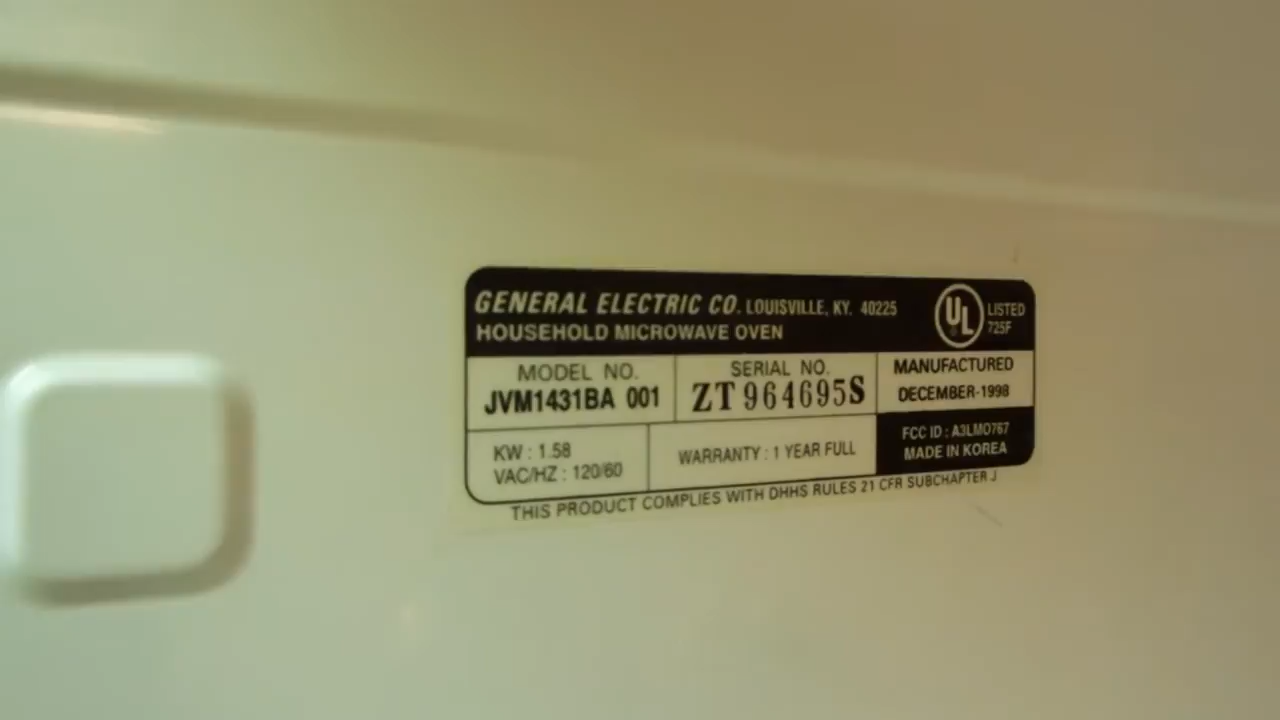 GENERAL ELECTRIC CO. LOUISVILLE, KY. 40225
HOUSEHOLD MICROWAVE OVEN
UL LISTED
725F
MODEL NO.
JVM1431BA 001
SERIAL NO.
ZT 964695S
MANUFACTURED
DECEMBER-1998
KW : 1.58
VAC/HZ : 120/60
WARRANTY : 1 YEAR FULL
FCC ID : A3LMO767
MADE IN KOREA
THIS PRODUCT COMPLIES WITH DHHS RULES 21 CFR SUBCHAPTER J